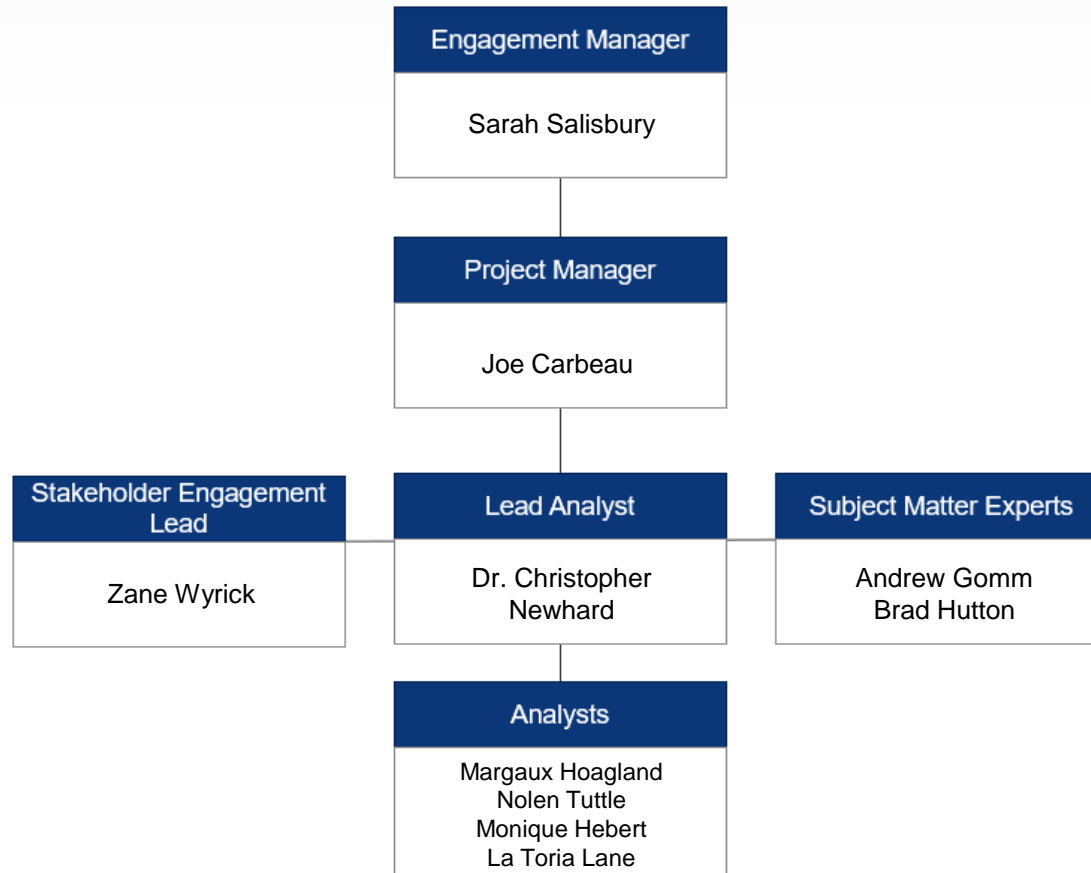 Engagement Manager
Sarah Salisbury
Project Manager
Joe Carbeau
Stakeholder Engagement
Lead
Zane Wyrick
Lead Analyst
Dr. Christopher
Newhard
Subject Matter Experts
Andrew Gomm
Brad Hutton
Analysts
Margaux Hoagland
Nolen Tuttle
Monique Hebert
La Toria Lane